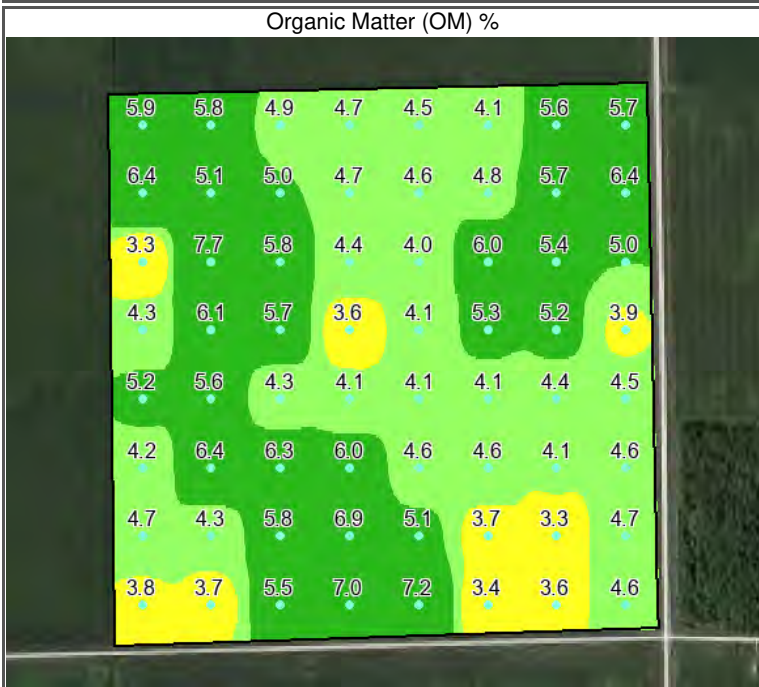 Organic Matter (OM) %
5.9 5.8 4.9 4.7 4.5 4.1 5.6 5.7
6.4 5.1 5.0 4.7 4.6 4.8 5.7 6.4
3.3 7.7 5.8 4.4 4.0 6.0 5.4 5.0
4.3 6.1 5.7 3.6 4.1 5.3 5.2 3.9
5.2 5.6 4.3 4.1 4.1 4.1 4.4 4.5
4.2 6.4 6.3 6.0 4.6 4.6 4.1 4.6
4.7 4.3 5.8 6.9 5.1 3.7 3.3 4.7
3.8 3.7 5.5 7.0 7.2 3.4 3.6 4.6